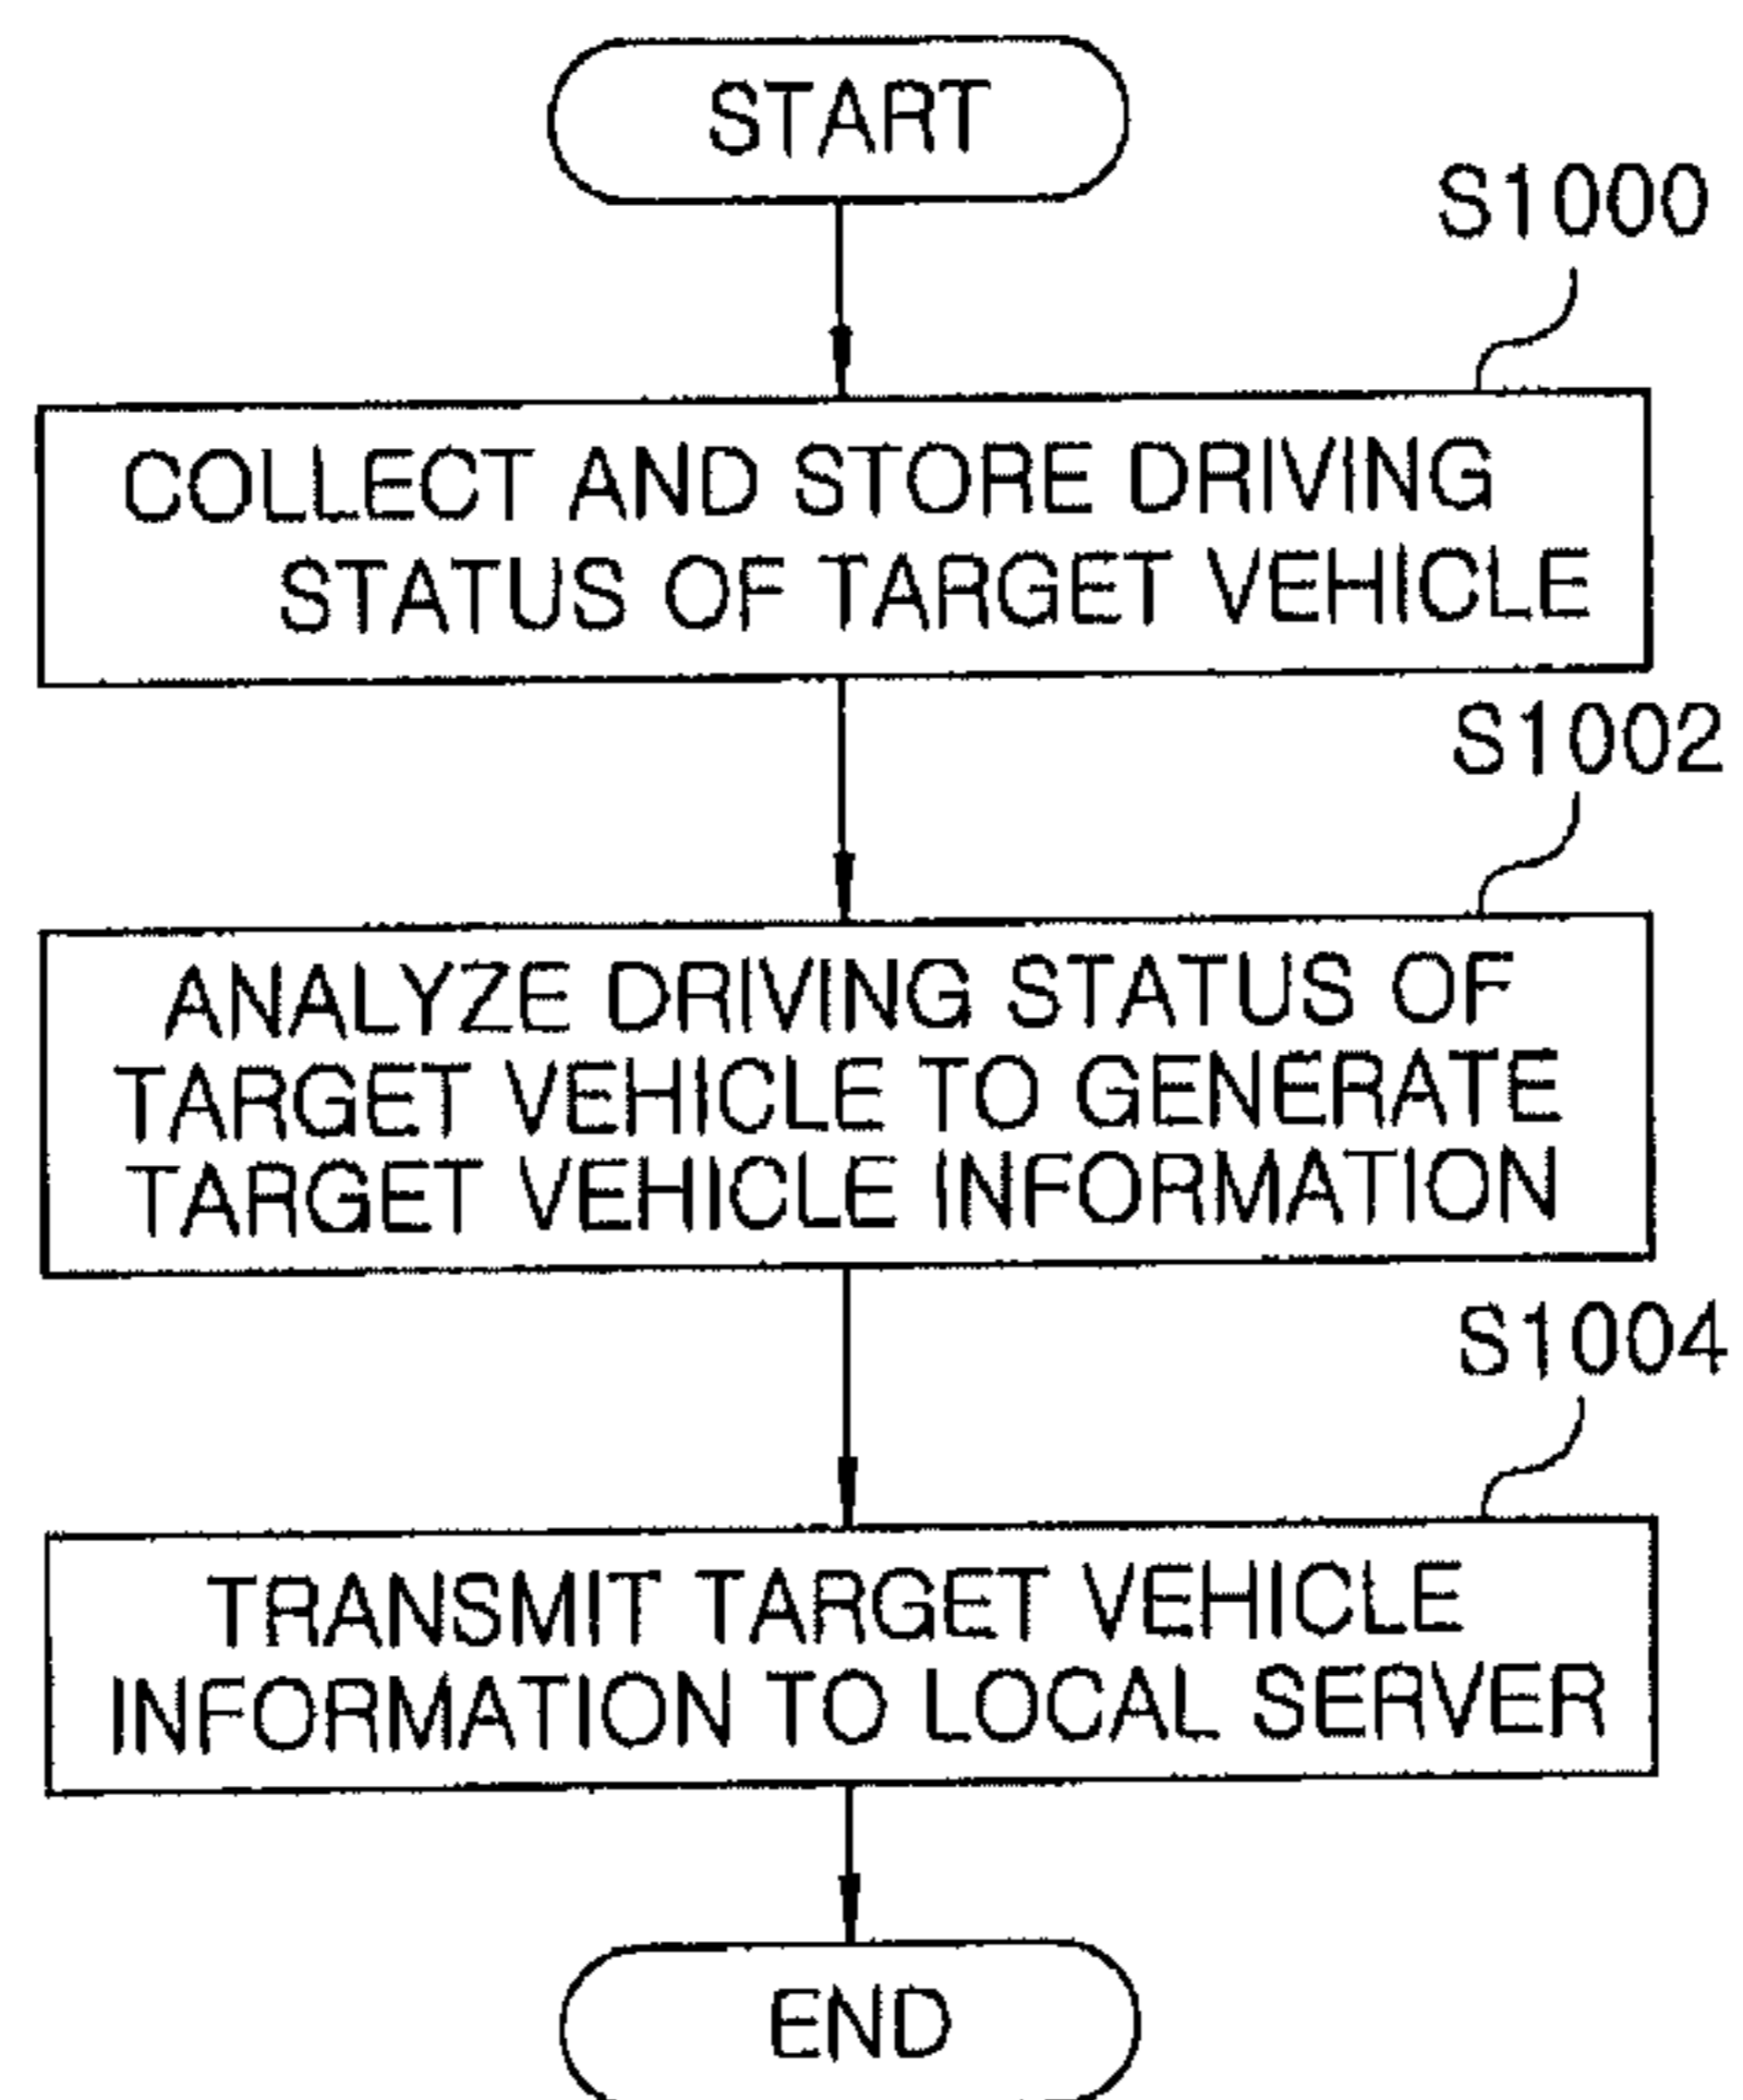 START
S1000
COLLECT AND STORE DRIVING
STATUS OF TARGET VEHICLE
S1002
ANALYZE DRIVING STATUS OF
TARGET VEHICLE TO GENERATE
TARGET VEHICLE INFORMATION
S1004
TRANSMIT TARGET VEHICLE
INFORMATION TO LOCAL SERVER
END